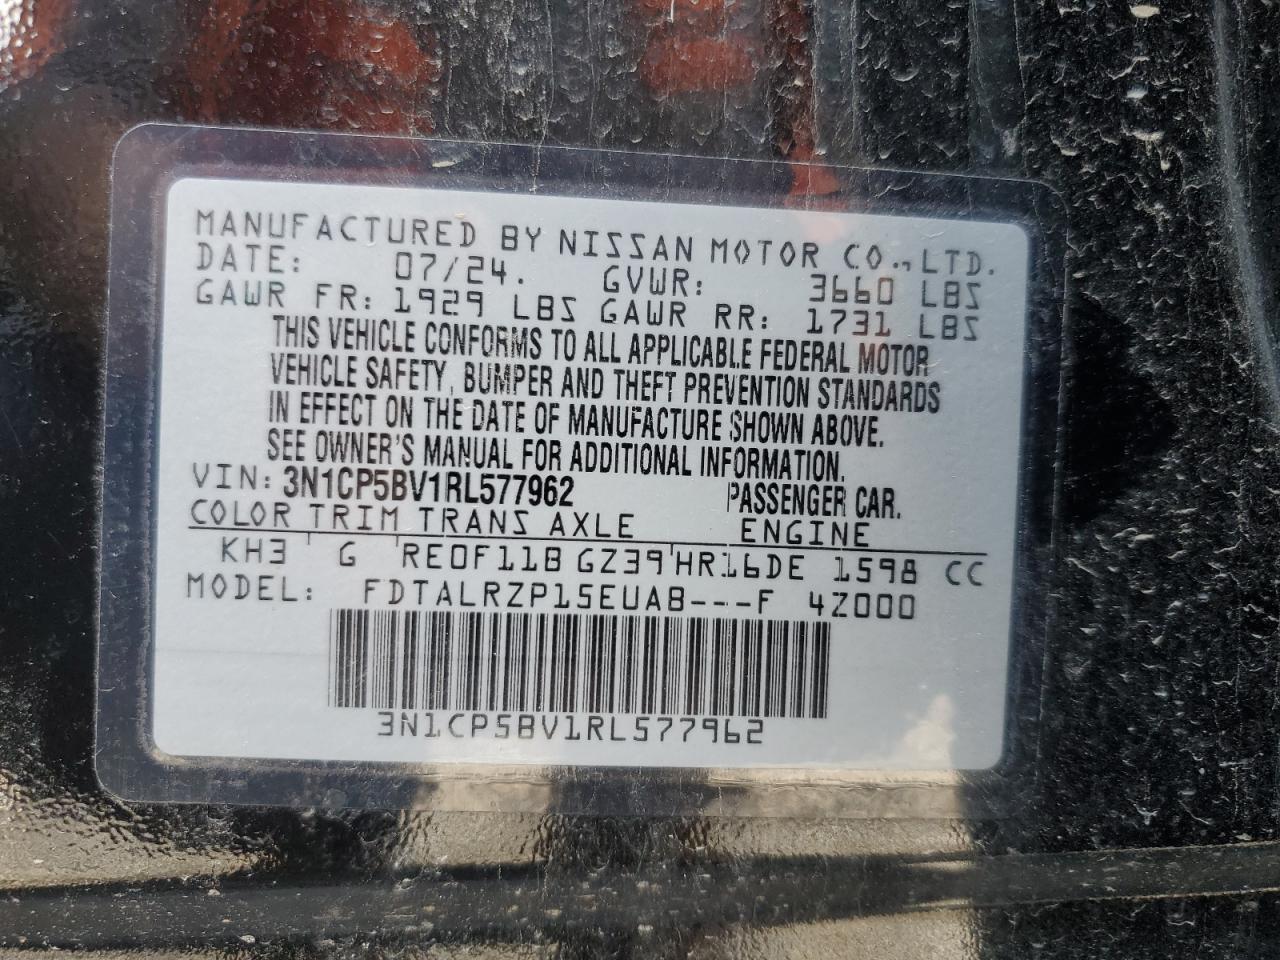 MANUFACTURED BY NISSAN MOTOR CO., LTD.
DATE: 07/24. GVWR: 3660 LBS
GAWR FR: 1929 LBS GAWR RR: 1731 LBS
THIS VEHICLE CONFORMS TO ALL APPLICABLE FEDERAL MOTOR
VEHICLE SAFETY, BUMPER AND THEFT PREVENTION STANDARDS
IN EFFECT ON THE DATE OF MANUFACTURE SHOWN ABOVE.
SEE OWNER'S MANUAL FOR ADDITIONAL INFORMATION.
VIN: 3N1CP5BV1RL577962 PASSENGER CAR.
COLOR TRIM TRANS AXLE ENGINE
KH3 G RE0F11B GZ39 HR16DE 1598 CC
MODEL: FDTALRZP15EUAB---F 4Z000
3N1CP5BV1RL577962